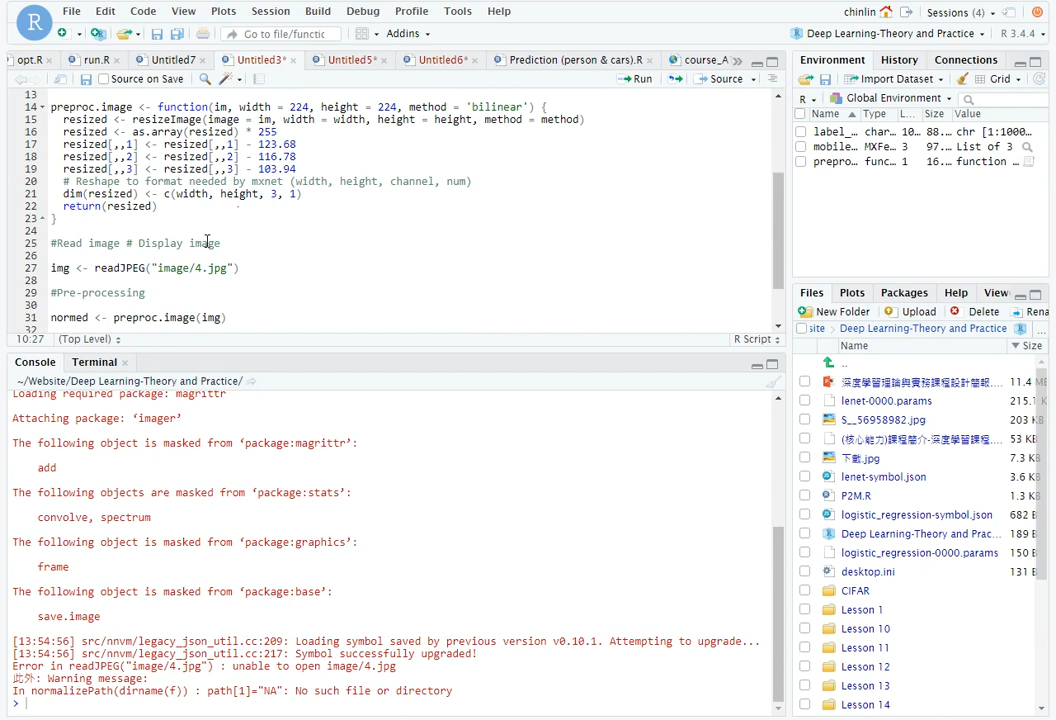 File Edit Code View Plots Session Build Debug Profile Tools Help
chinlin Sessions (4)
R
Go to file/functic Addins
Deep Learning-Theory and Practice R 3.4.4
opt.R run.R Untitled7 Untitled3* Untitled5* Untitled6* Prediction (person & cars).R course_A
Source on Save Run Source
13
14 preproc.image <- function(im, width = 224, height = 224, method = 'bilinear') {
15 resized <- resizeImage(image = im, width = width, height = height, method = method)
16 resized <- as.array(resized) * 255
17 resized[,,1] <- resized[,,1] - 123.68
18 resized[,,2] <- resized[,,2] - 116.78
19 resized[,,3] <- resized[,,3] - 103.94
20 # Reshape to format needed by mxnet (width, height, channel, num)
21 dim(resized) <- c(width, height, 3, 1)
22 return(resized)
23 }
24
25 #Read image # Display image
26
27 img <- readJPEG("image/4.jpg")
28
29 #Pre-processing
30
31 normed <- preproc.image(img)
32
10:27 (Top Level) R Script
Console Terminal
~/Website/Deep Learning-Theory and Practice/
Loading required package: magrittr
Attaching package: ‘imager’
The following object is masked from ‘package:magrittr’:
add
The following objects are masked from ‘package:stats’:
convolve, spectrum
The following object is masked from ‘package:graphics’:
frame
The following object is masked from ‘package:base’:
save.image
[13:54:56] src/nnvm/legacy_json_util.cc:209: Loading symbol saved by previous version v0.10.1. Attempting to upgrade...
[13:54:56] src/nnvm/legacy_json_util.cc:217: Symbol successfully upgraded!
Error in readJPEG("image/4.jpg") : unable to open image/4.jpg
此外: Warning message:
In normalizePath(dirname(f)) : path[1]="NA": No such file or directory
>
Environment History Connections
Import Dataset Grid
R Global Environment
Name Type L... Size Value
label_... char... 10... 88... chr [1:1000...
mobile... MXFe... 3 97... List of 3
prepro... func... 1 16... function ...
Files Plots Packages Help View
New Folder Upload Delete Rena
site Deep Learning-Theory and Practice ...
Name Size
..
深度學習理論與實務課程設計簡報.... 11.4 M
lenet-0000.params 215.1 K
S__56958982.jpg 203 KB
(核心能力)課程簡介-深度學習課程.... 53 KB
下載.jpg 7.3 KB
lenet-symbol.json 3.6 KB
P2M.R 1.3 KB
logistic_regression-symbol.json 682 B
Deep Learning-Theory and Prac... 189 B
logistic_regression-0000.params 150 B
desktop.ini 131 B
CIFAR
Lesson 1
Lesson 10
Lesson 11
Lesson 12
Lesson 13
Lesson 14